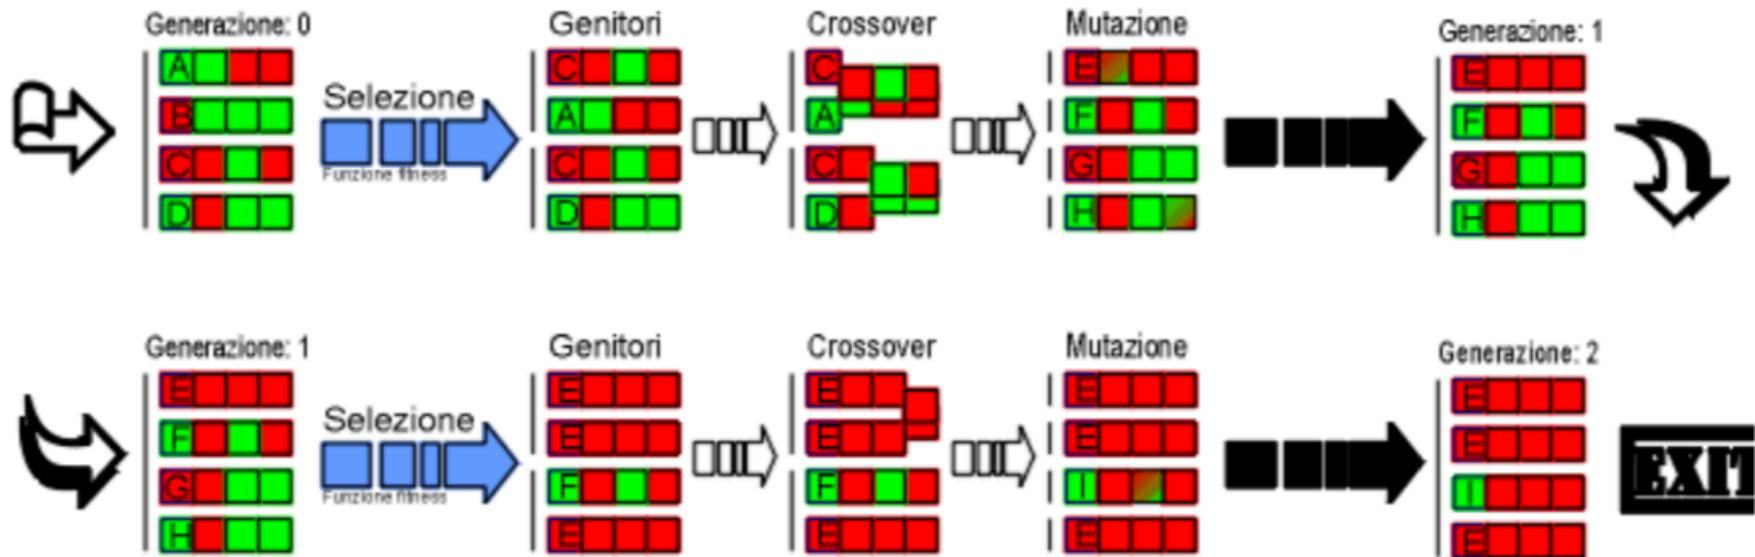 Generazione: 0 Genitori Crossover Mutazione Generazione: 1
A C C E E
Selezione
B A A F F
Funzione fitness
C C C G G
D D D H H
Generazione: 1 Genitori Crossover Mutazione Generazione: 2
E E E E E
Selezione
F E E E E
EXIT
Funzione fitness
G F F I I
H E E E E